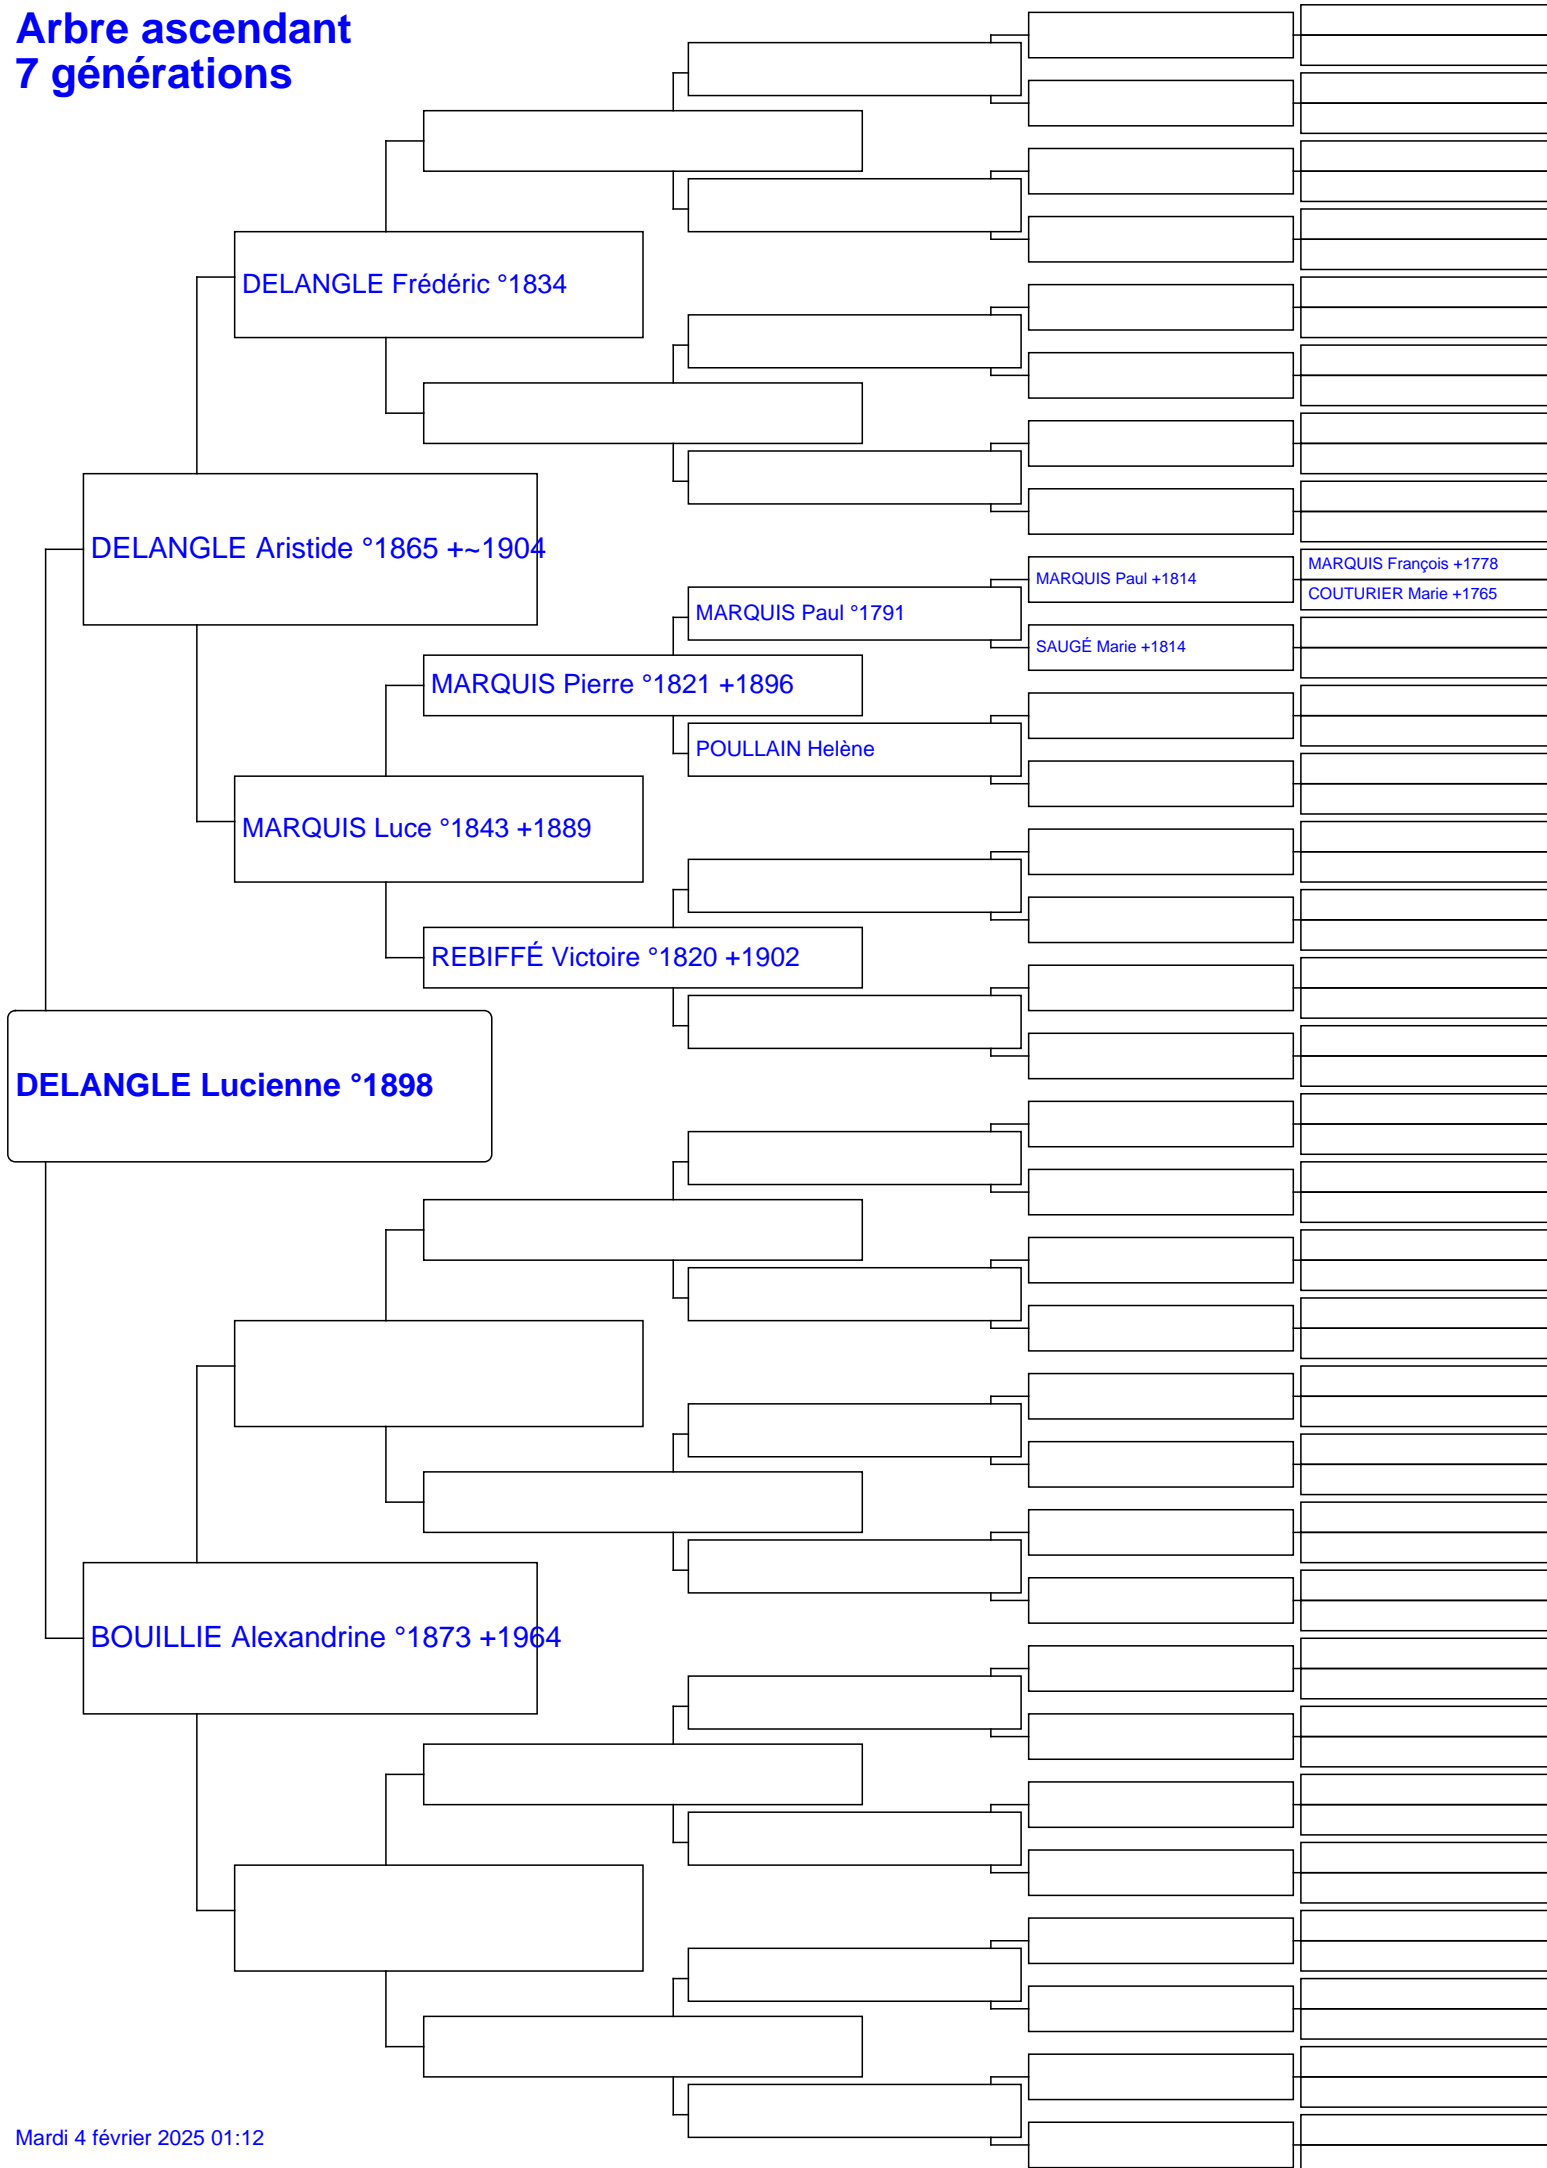 Arbre ascendant
7 générations
DELANGLE Frédéric °1834
DELANGLE Aristide °1865 +~1904
MARQUIS François +1778
MARQUIS Paul +1814
COUTURIER Marie +1765
MARQUIS Paul °1791
SAUGÉ Marie +1814
MARQUIS Pierre °1821 +1896
POULLAIN Helène
MARQUIS Luce °1843 +1889
REBIFFÉ Victoire °1820 +1902
DELANGLE Lucienne °1898
BOUILLIE Alexandrine °1873 +1964
Mardi 4 février 2025 01:12